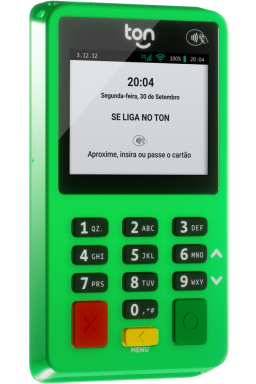 ton
3.12.12 3G 100% 20:04
20:04
Segunda-feira, 30 de Setembro
SE LIGA NO TON
Aproxime, insira ou passe o cartão
1 QZ. 2 ABC 3 DEF
4 GHI 5 JKL 6 MNO
7 PRS 8 TUV 9 WXY
0 ,*#
MENU